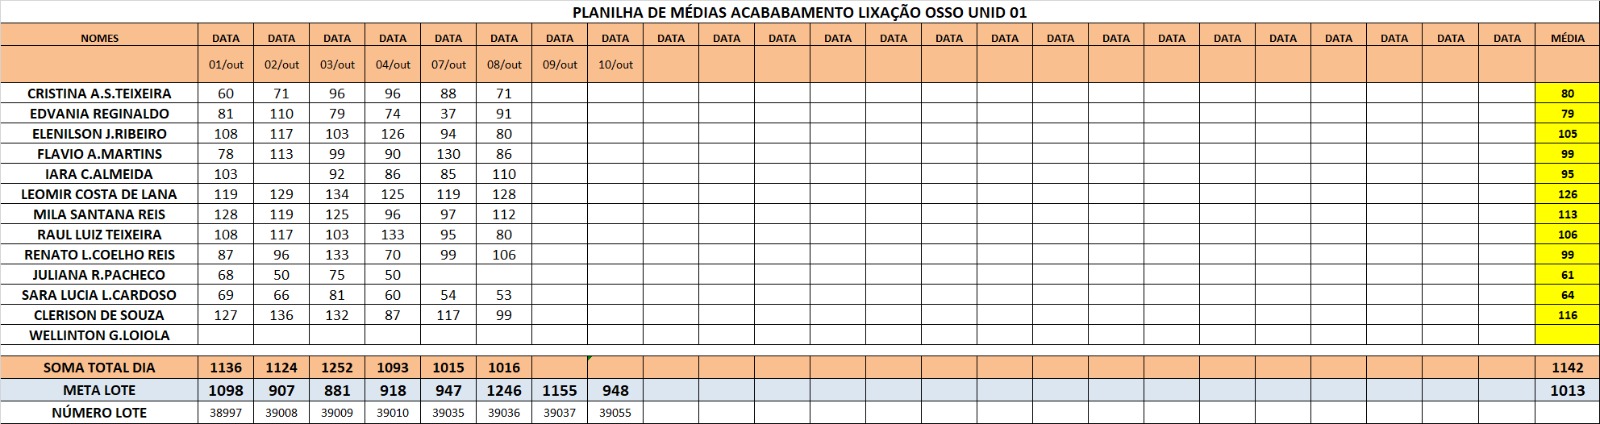 PLANILHA DE MÉDIAS ACABABAMENTO LIXAÇÃO OSSO UNID 01
NOMES DATA DATA DATA DATA DATA DATA DATA DATA DATA DATA DATA DATA DATA DATA DATA DATA DATA DATA DATA DATA DATA DATA DATA DATA MÉDIA
01/out 02/out 03/out 04/out 07/out 08/out 09/out 10/out
CRISTINA A.S.TEIXEIRA 60 71 96 96 88 71 80
EDVANIA REGINALDO 81 110 79 74 37 91 79
ELENILSON J.RIBEIRO 108 117 103 126 94 80 105
FLAVIO A.MARTINS 78 113 99 90 130 86 99
IARA C.ALMEIDA 103 92 86 85 110 95
LEOMIR COSTA DE LANA 119 129 134 125 119 128 126
MILA SANTANA REIS 128 119 125 96 97 112 113
RAUL LUIZ TEIXEIRA 108 117 103 133 95 80 106
RENATO L.COELHO REIS 87 96 133 70 99 106 99
JULIANA R.PACHECO 68 50 75 50 61
SARA LUCIA L.CARDOSO 69 66 81 60 54 53 64
CLERISON DE SOUZA 127 136 132 87 117 99 116
WELLINTON G.LOIOLA
SOMA TOTAL DIA 1136 1124 1252 1093 1015 1016 1142
META LOTE 1098 907 881 918 947 1246 1155 948 1013
NÚMERO LOTE 38997 39008 39009 39010 39035 39036 39037 39055